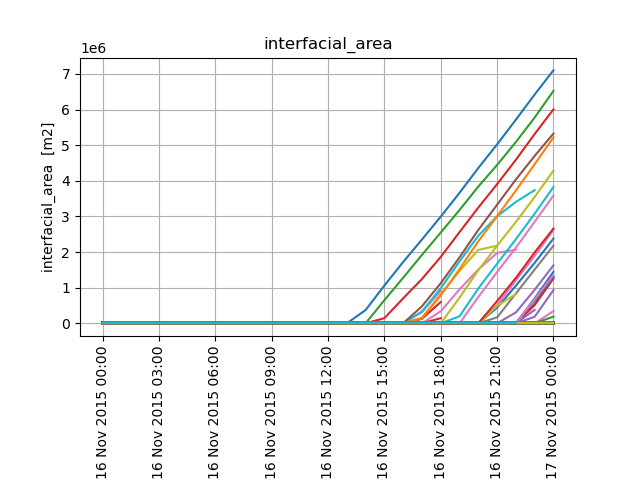 interfacial_area
1e6
7
6
5
4
3
2
1
0
interfacial_area  [m2]
16 Nov 2015 00:00
16 Nov 2015 03:00
16 Nov 2015 06:00
16 Nov 2015 09:00
16 Nov 2015 12:00
16 Nov 2015 15:00
16 Nov 2015 18:00
16 Nov 2015 21:00
17 Nov 2015 00:00